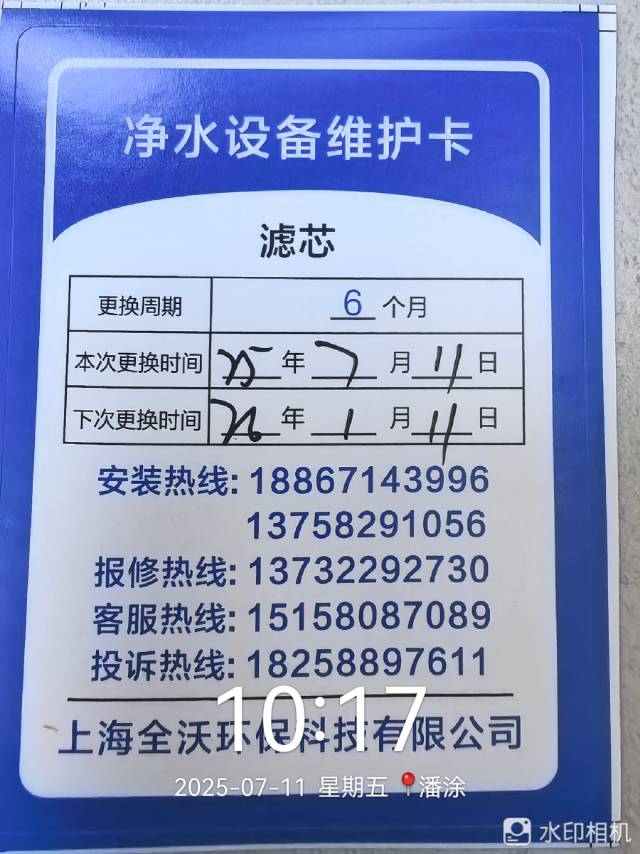 净水设备维护卡
滤芯
更换周期 6 个月
本次更换时间 25 年 7 月 11 日
下次更换时间 26 年 1 月 11 日
安装热线: 18867143996
13758291056
报修热线: 13732292730
客服热线: 15158087089
投诉热线: 18258897611
10:17
上海全沃环保科技有限公司
2025-07-11 星期五 潘涂
水印相机